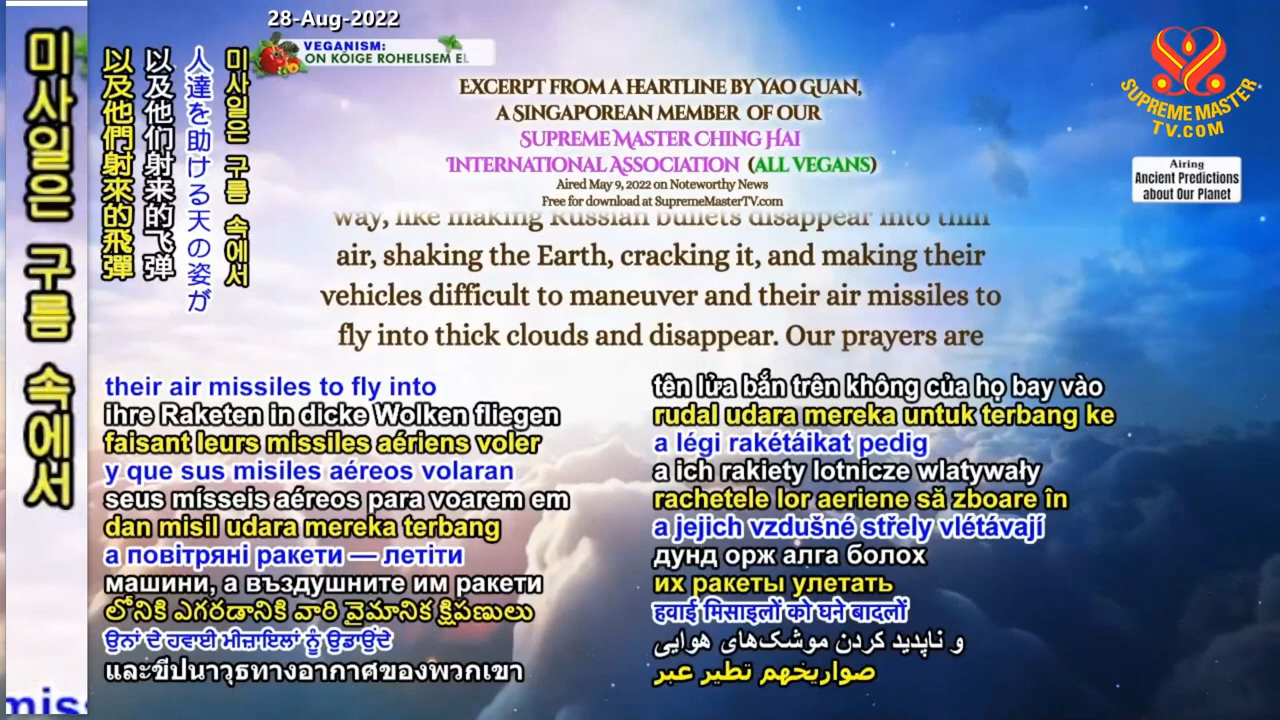 28-Aug-2022
VEGANISM:
ON KÕIGE ROHELISEM EL
EXCERPT FROM A HEARTLINE BY YAO GUAN,
A SINGAPOREAN MEMBER OF OUR
SUPREME MASTER CHING HAI
INTERNATIONAL ASSOCIATION (ALL VEGANS)
Aired May 9, 2022 on Noteworthy News
Free for download at SupremeMasterTV.com
SUPREME MASTER
TV.COM
Airing
Ancient Predictions
about Our Planet
미사일은 구름 속에서
미사일은 구름 속에서
人達を助ける天の姿が
以及他们射来的飞弹
以及他們射來的飛彈
way, like making Russian bullets disappear into thin
air, shaking the Earth, cracking it, and making their
vehicles difficult to maneuver and their air missiles to
fly into thick clouds and disappear. Our prayers are
their air missiles to fly into
ihre Raketen in dicke Wolken fliegen
faisant leurs missiles aériens voler
y que sus misiles aéreos volaran
seus mísseis aéreos para voarem em
dan misil udara mereka terbang
а повітряні ракети — летіти
машини, а въздушните им ракети
లోనికి ఎగరడానికి వారి వైమానిక క్షిపణులు
ਉਨਾਂ ਦੇ ਹਵਾਈ ਮੀਜ਼ਾਇਲਾਂ ਨੂੰ ਉਡਾਉਂਦੇ
และขีปนาวุธทางอากาศของพวกเขา
tên lửa bắn trên không của họ bay vào
rudal udara mereka untuk terbang ke
a légi rakétáikat pedig
a ich rakiety lotnicze wlatywały
rachetele lor aeriene să zboare în
a jejich vzdušné střely vlétávají
дунд орж алга болох
их ракеты улетать
हवाई मिसाइलों को घने बादलों
و ناپدید کردن موشک‌های هوایی
صواريخهم تطير عبر
miss